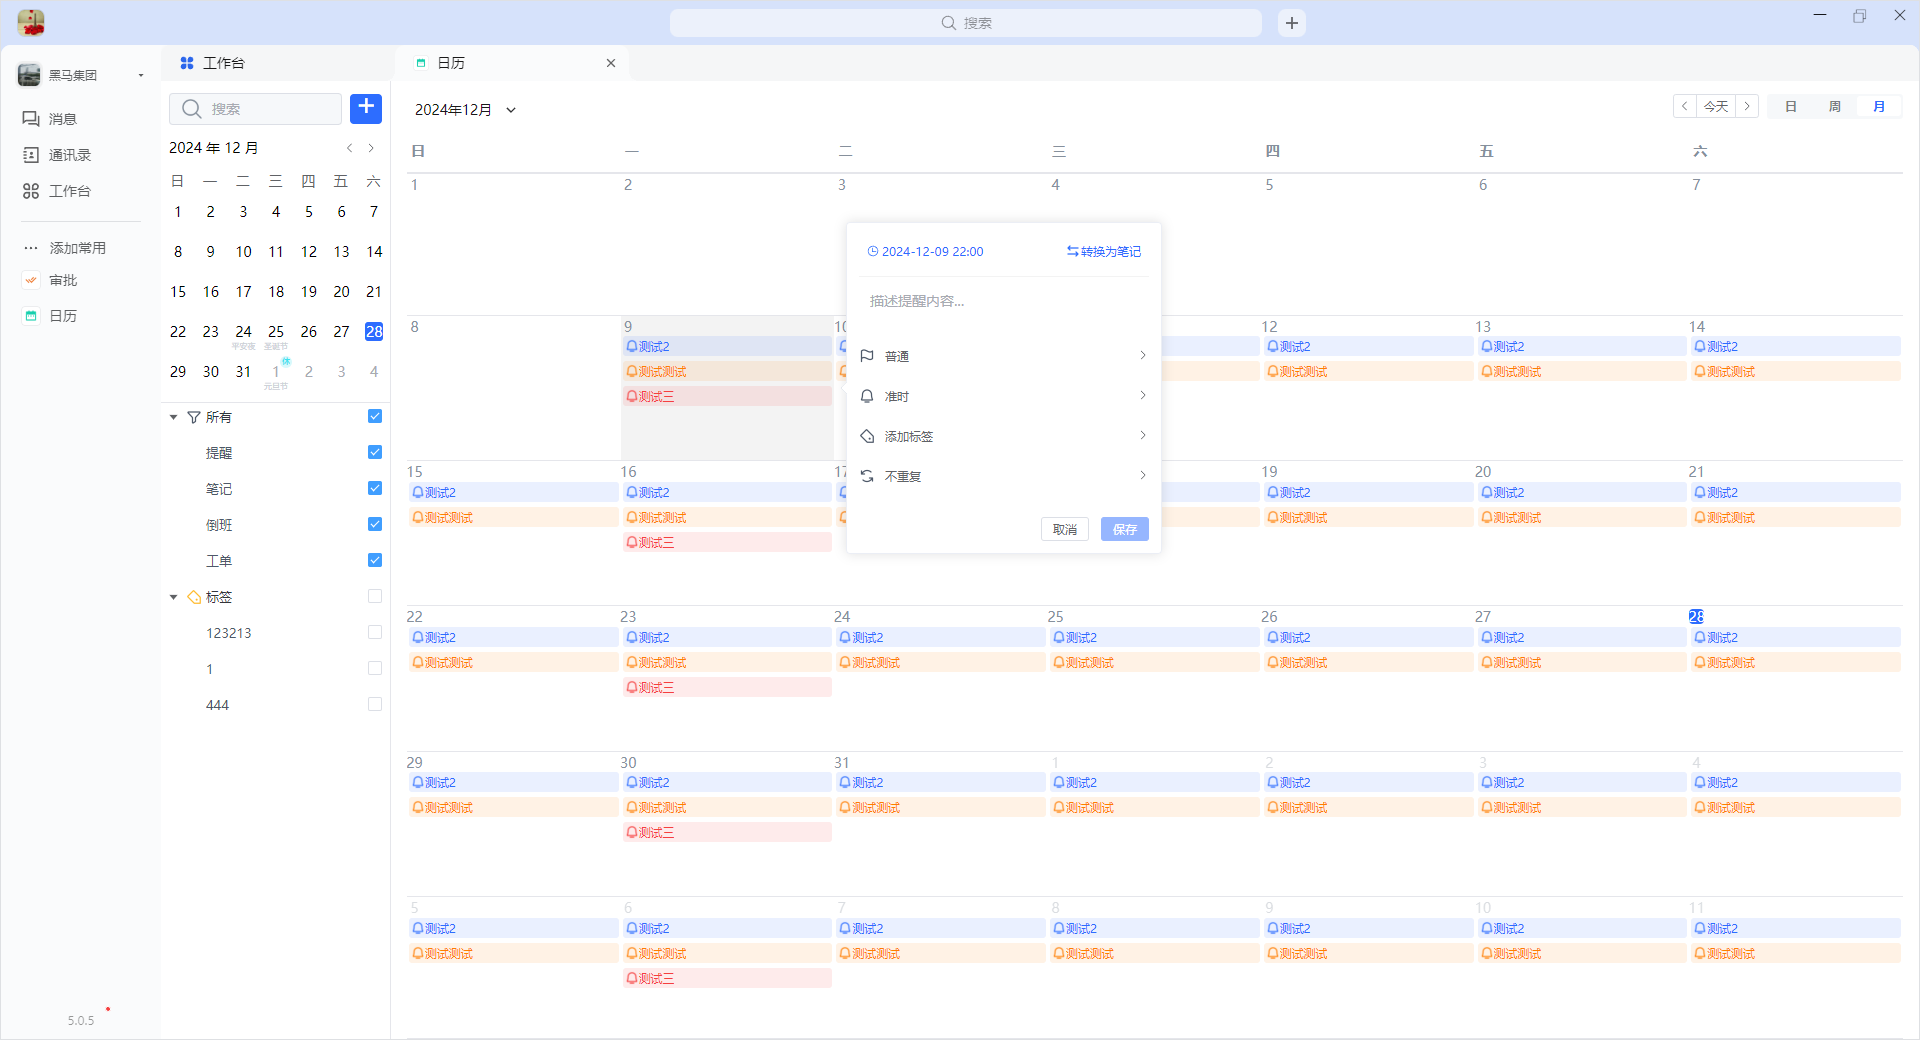 搜索
黑马集团
消息
通讯录
工作台
添加常用
审批
日历
5.0.5
工作台
日历
搜索
2024 年 12 月
日 一 二 三 四 五 六
1 2 3 4 5 6 7
8 9 10 11 12 13 14
15 16 17 18 19 20 21
22 23 24 25 26 27 28
平安夜 圣诞节
休
29 30 31 1 2 3 4
元旦节
所有
提醒
笔记
倒班
工单
标签
123213
1
444
2024年12月
今天
日 周 月
日 一 二 三 四 五 六
1 2 3 4 5 6 7
8 9 10 12 13 14
测试2 测试2 测试2 测试2
测试测试 测试测试 测试测试 测试测试
测试三
2024-12-09 22:00 转换为笔记
描述提醒内容...
普通
准时
添加标签
不重复
取消 保存
15 16 17 19 20 21
测试2 测试2 测试2 测试2 测试2
测试测试 测试测试 测试测试 测试测试 测试测试
测试三
22 23 24 25 26 27 28
测试2 测试2 测试2 测试2 测试2 测试2 测试2
测试测试 测试测试 测试测试 测试测试 测试测试 测试测试 测试测试
测试三
29 30 31 1 2 3 4
测试2 测试2 测试2 测试2 测试2 测试2 测试2
测试测试 测试测试 测试测试 测试测试 测试测试 测试测试 测试测试
测试三
5 6 7 8 9 10 11
测试2 测试2 测试2 测试2 测试2 测试2 测试2
测试测试 测试测试 测试测试 测试测试 测试测试 测试测试 测试测试
测试三